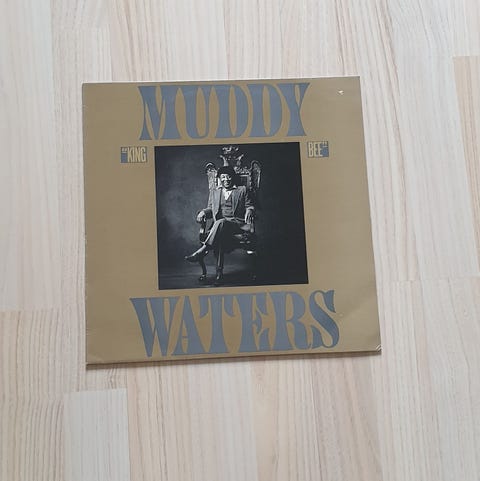 MUDDY
"KING BEE"
WATERS